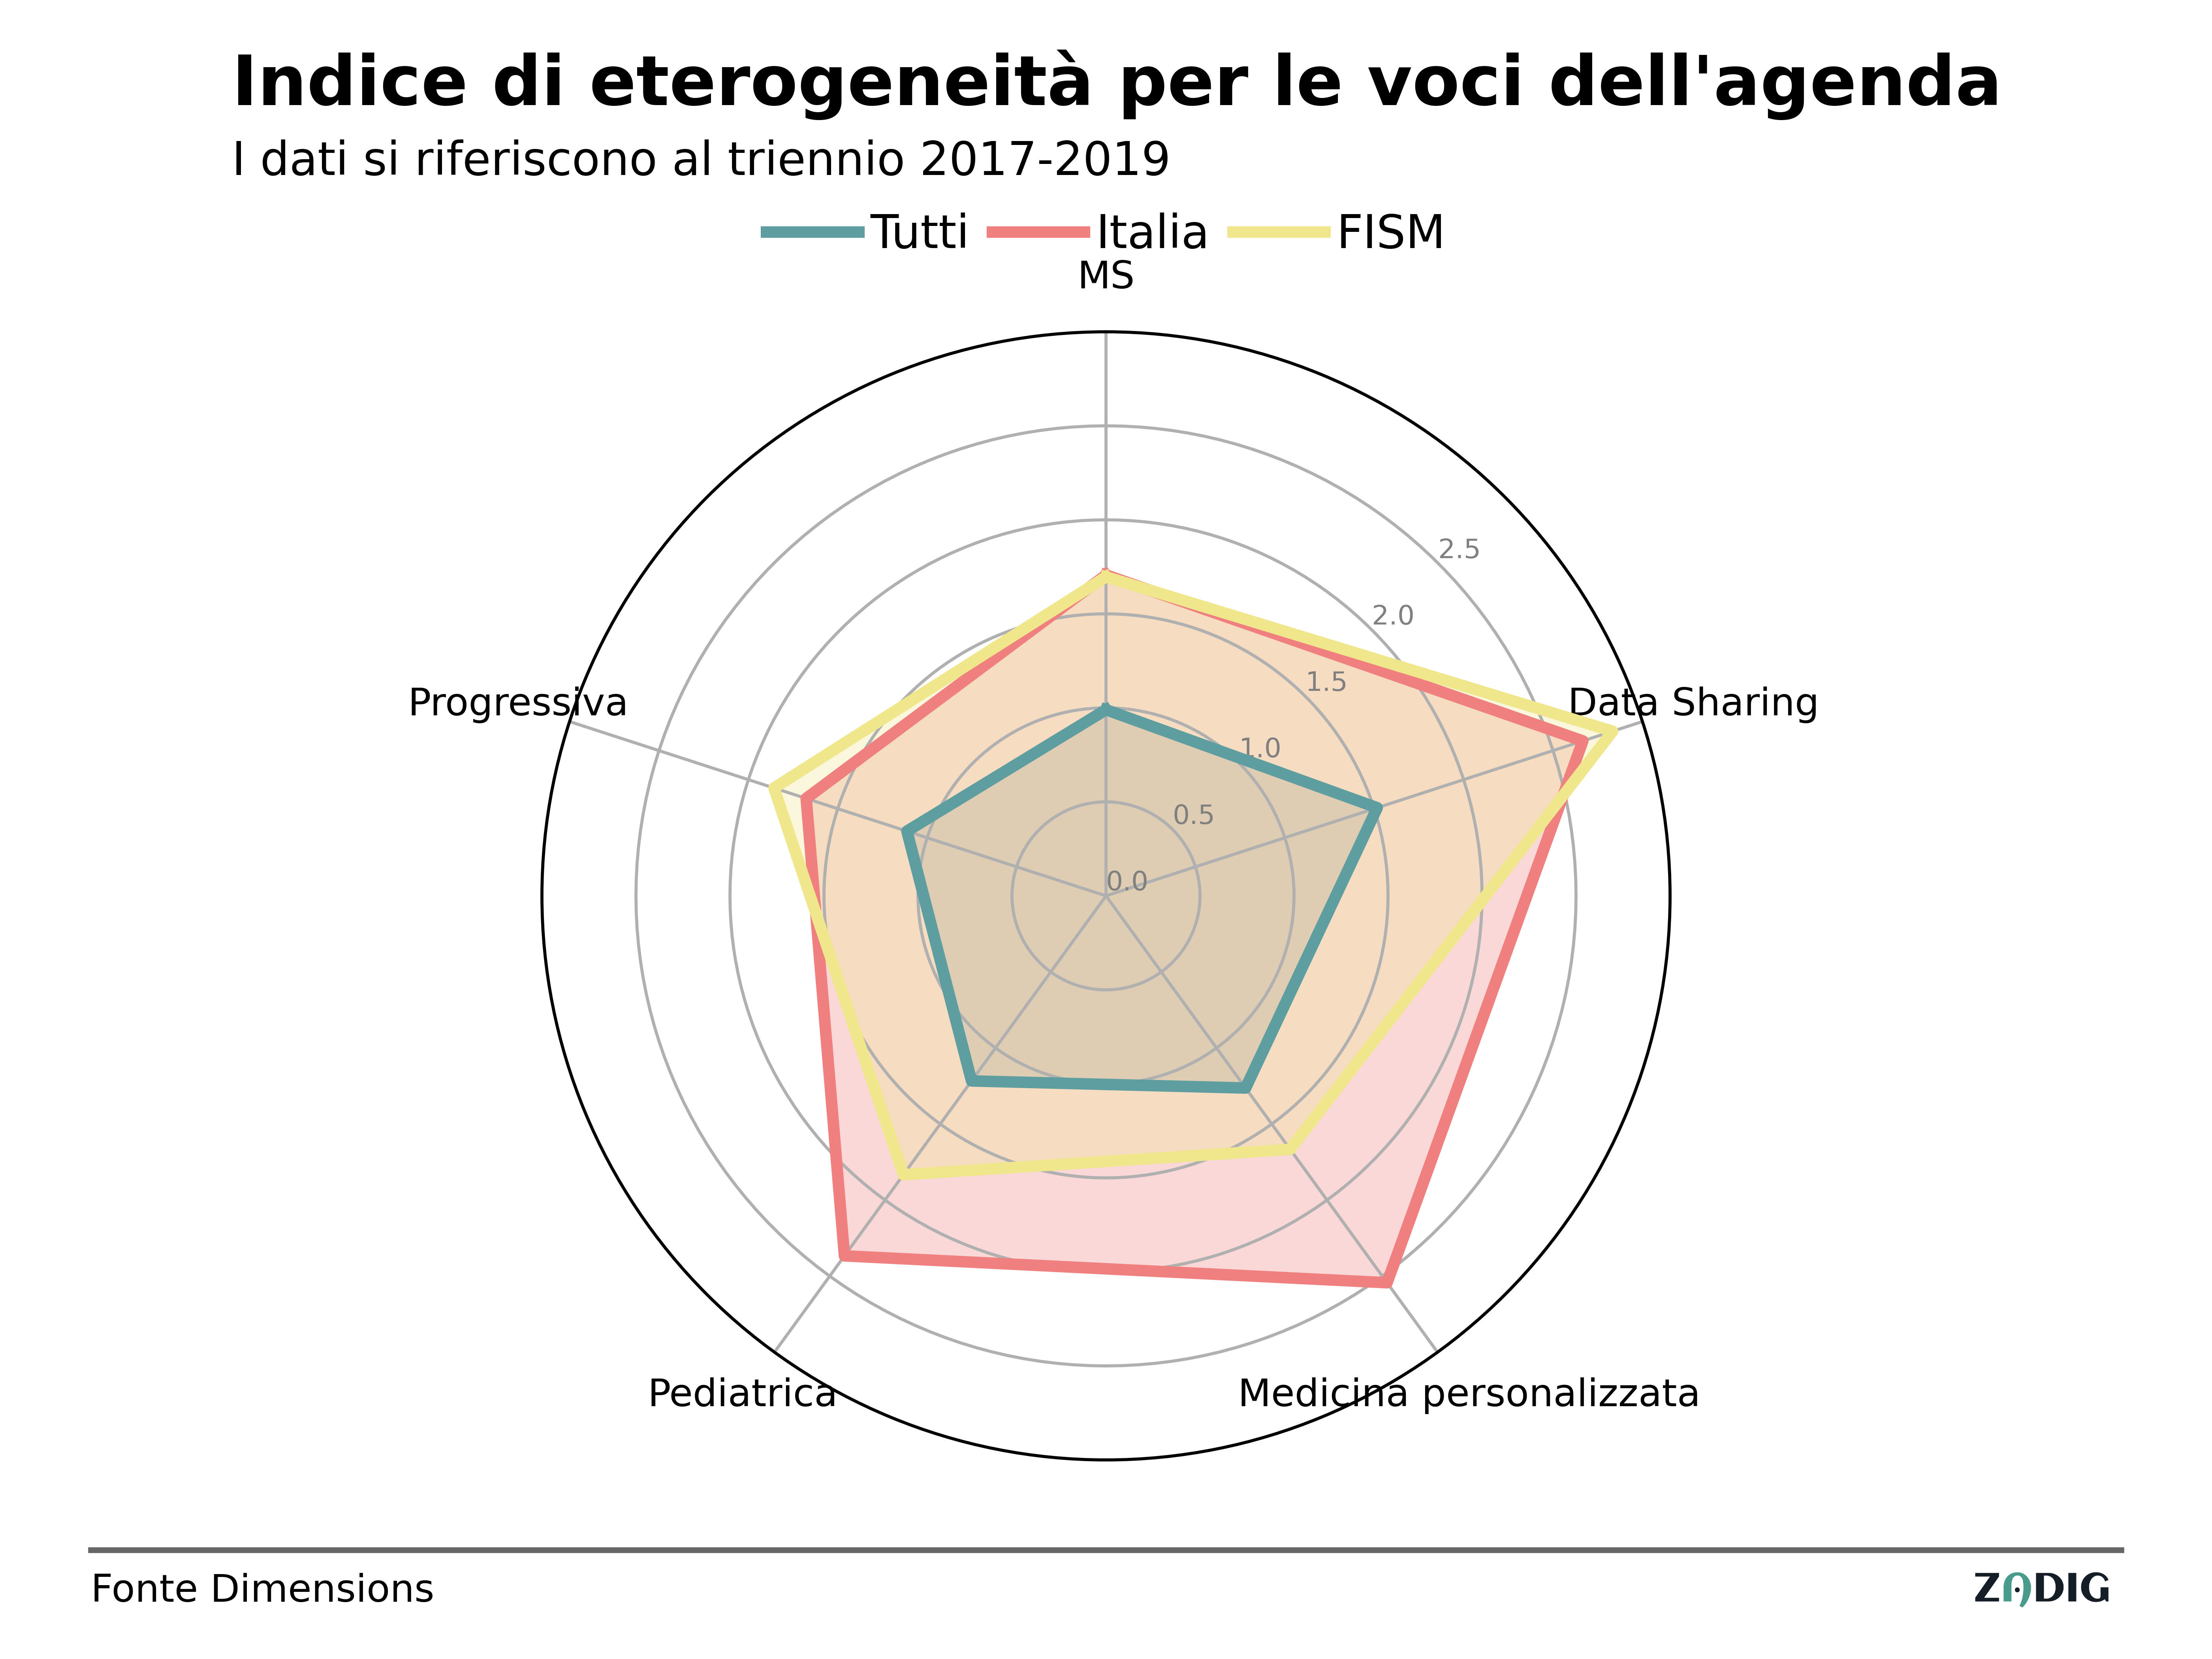 Indice di eterogeneità per le voci dell'agenda
I dati si riferiscono al triennio 2017-2019
Tutti Italia FISM
MS
2.5
2.0
1.5
Progressiva
Data Sharing
1.0
0.5
0.0
Pediatrica
Medicina personalizzata
Fonte Dimensions
ZADIG